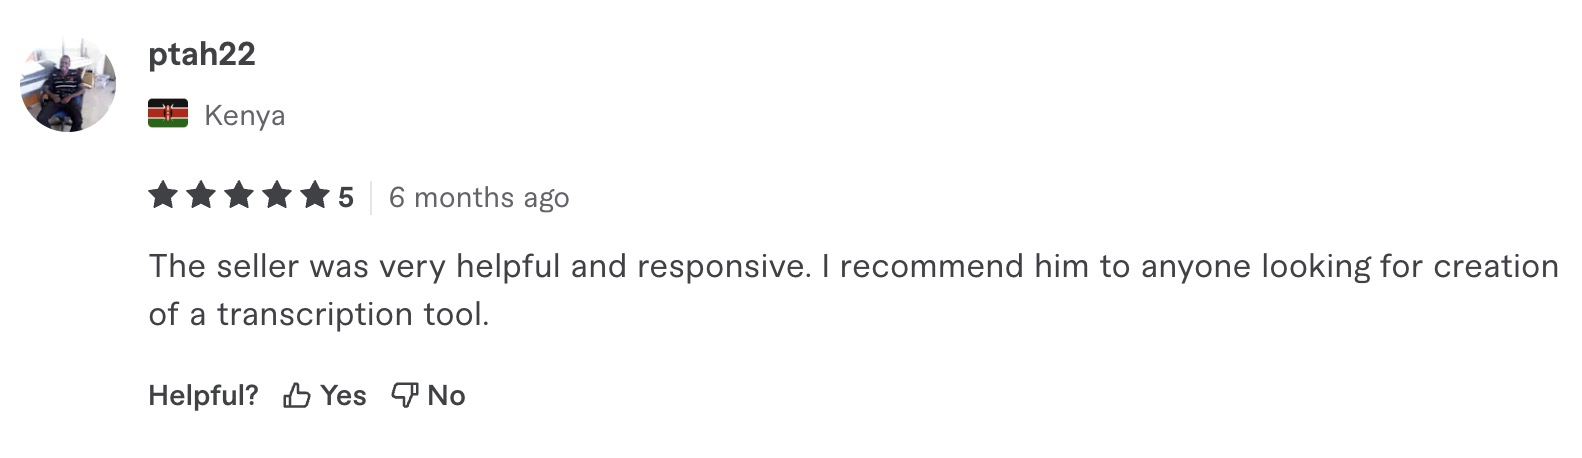 ptah22
Kenya
5 6 months ago
The seller was very helpful and responsive. I recommend him to anyone looking for creation
of a transcription tool.
Helpful? Yes No